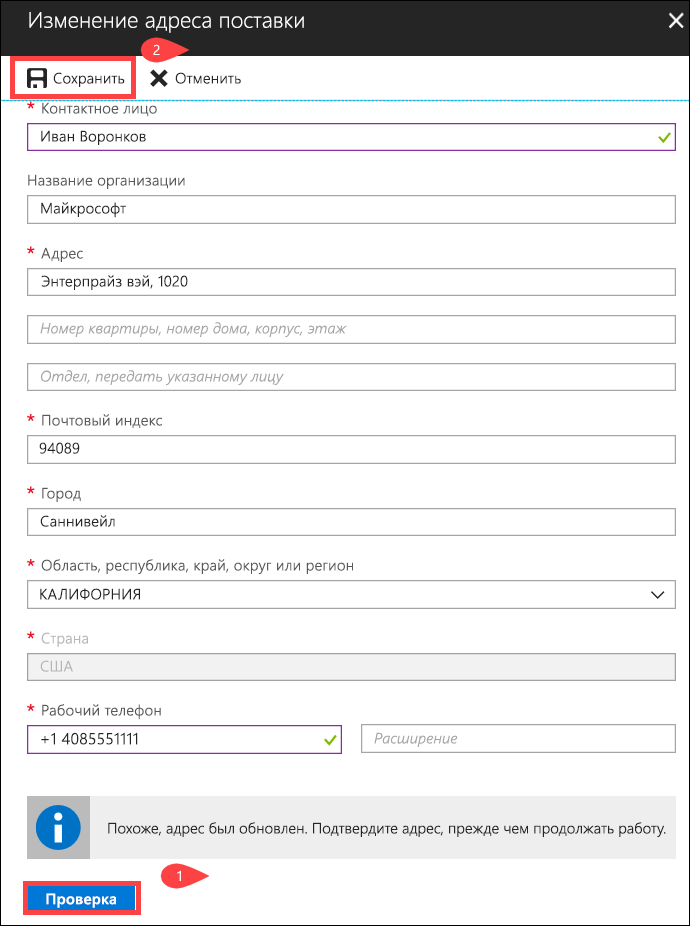 Изменение адреса поставки
2
Сохранить Отменить
* Контактное лицо
Иван Воронков
Название организации
Майкрософт
* Адрес
Энтерпрайз вэй, 1020
Номер квартиры, номер дома, корпус, этаж
Отдел, передать указанному лицу
* Почтовый индекс
94089
* Город
Саннивейл
* Область, республика, край, округ или регион
КАЛИФОРНИЯ
* Страна
США
* Рабочий телефон
+1 4085551111 Расширение
Похоже, адрес был обновлен. Подтвердите адрес, прежде чем продолжать работу.
1
Проверка